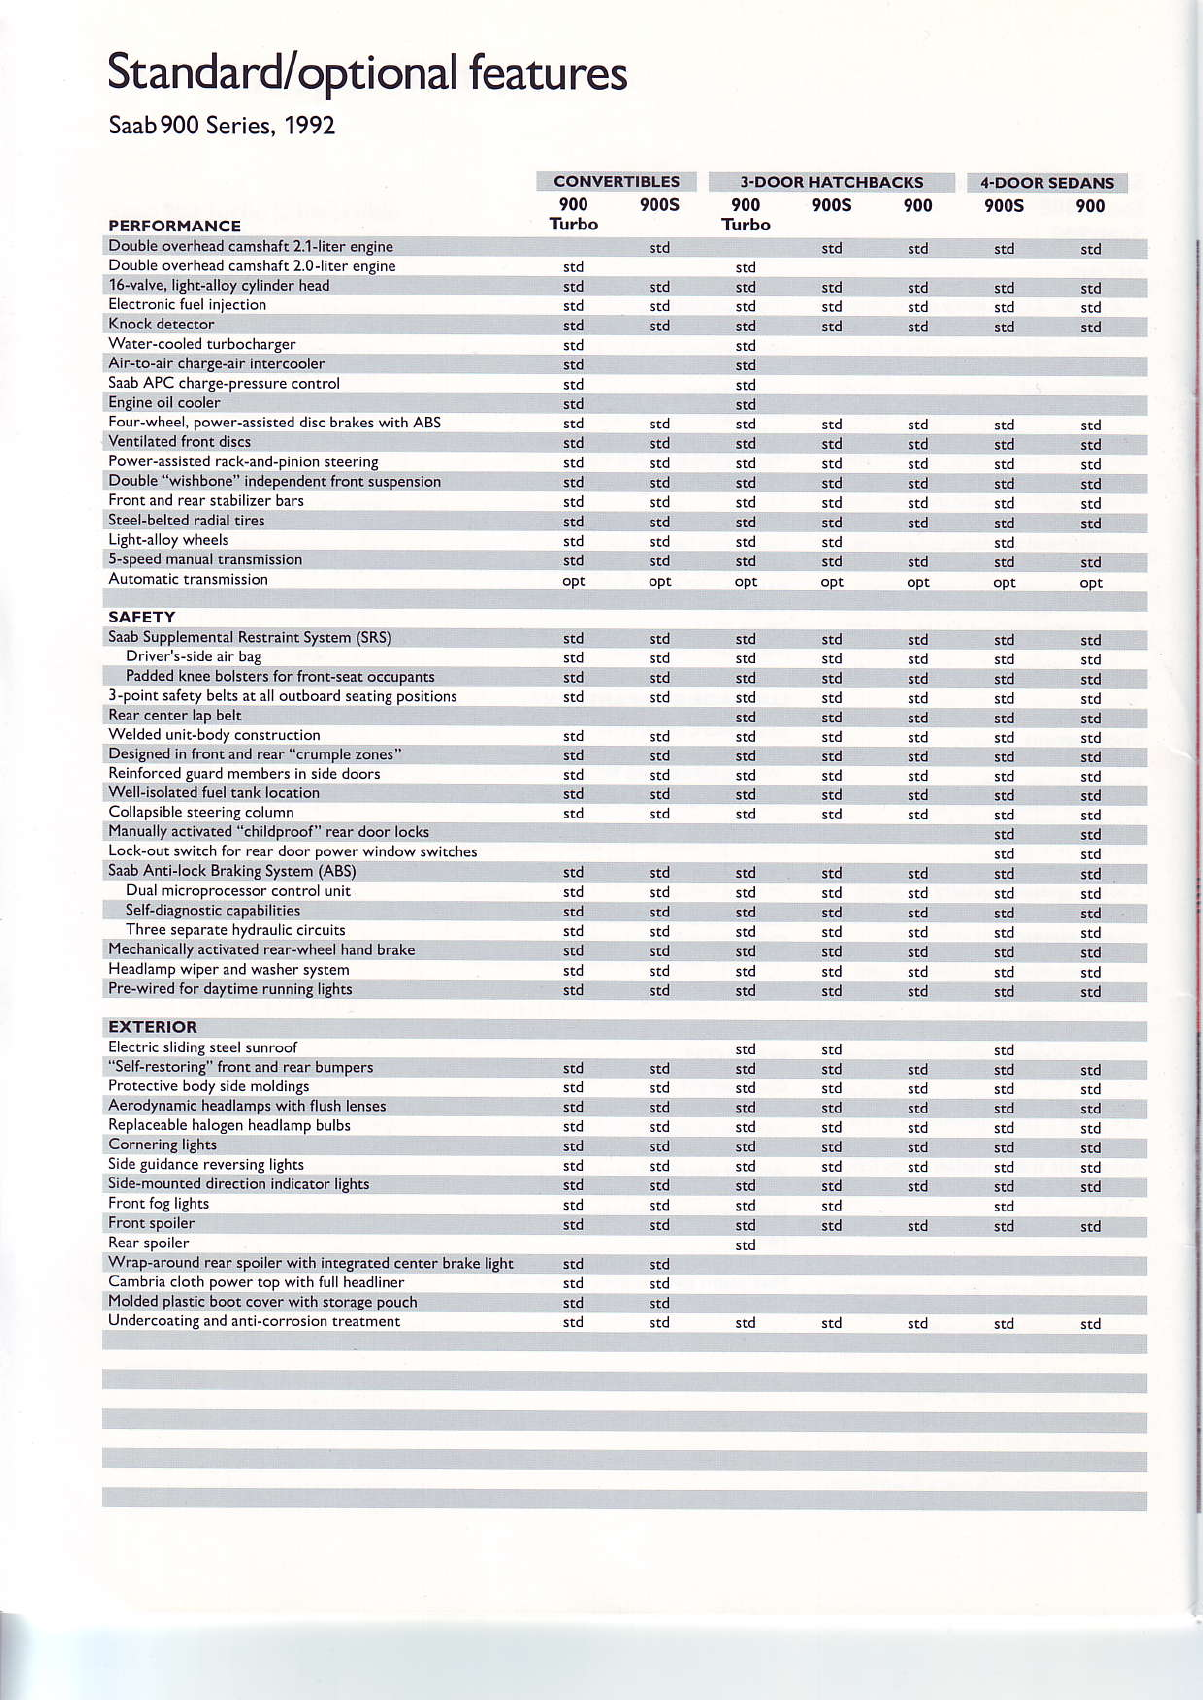 Standard/optional features
Saab 900 Series, 1992
CONVERTIBLES 3-DOOR HATCHBACKS 4-DOOR SEDANS
900 900S 900 900S 900 900S 900
PERFORMANCE Turbo Turbo
Double overhead camshaft 2.1-liter engine std std std std std
Double overhead camshaft 2.0-liter engine std std
16-valve, light-alloy cylinder head std std std std std std std
Electronic fuel injection std std std std std std std
Knock detector std std std std std std std
Water-cooled turbocharger std std
Air-to-air charge-air intercooler std std
Saab APC charge-pressure control std std
Engine oil cooler std std
Four-wheel, power-assisted disc brakes with ABS std std std std std std std
Ventilated front discs std std std std std std std
Power-assisted rack-and-pinion steering std std std std std std std
Double "wishbone" independent front suspension std std std std std std std
Front and rear stabilizer bars std std std std std std std
Steel-belted radial tires std std std std std std std
Light-alloy wheels std std std std std
5-speed manual transmission std std std std std std std
Automatic transmission opt opt opt opt opt opt opt
SAFETY
Saab Supplemental Restraint System (SRS) std std std std std std std
Driver's-side air bag std std std std std std std
Padded knee bolsters for front-seat occupants std std std std std std std
3-point safety belts at all outboard seating positions std std std std std std std
Rear center lap belt std std std std std
Welded unit-body construction std std std std std std std
Designed in front and rear "crumple zones" std std std std std std std
Reinforced guard members in side doors std std std std std std std
Well-isolated fuel tank location std std std std std std std
Collapsible steering column std std std std std std std
Manually activated "childproof" rear door locks std std
Lock-out switch for rear door power window switches std std
Saab Anti-lock Braking System (ABS) std std std std std std std
Dual microprocessor control unit std std std std std std std
Self-diagnostic capabilities std std std std std std std
Three separate hydraulic circuits std std std std std std std
Mechanically activated rear-wheel hand brake std std std std std std std
Headlamp wiper and washer system std std std std std std std
Pre-wired for daytime running lights std std std std std std std
EXTERIOR
Electric sliding steel sunroof std std std
"Self-restoring" front and rear bumpers std std std std std std std
Protective body side moldings std std std std std std std
Aerodynamic headlamps with flush lenses std std std std std std std
Replaceable halogen headlamp bulbs std std std std std std std
Cornering lights std std std std std std std
Side guidance reversing lights std std std std std std std
Side-mounted direction indicator lights std std std std std std std
Front fog lights std std std std std
Front spoiler std std std std std std std
Rear spoiler std
Wrap-around rear spoiler with integrated center brake light std std
Cambria cloth power top with full headliner std std
Molded plastic boot cover with storage pouch std std
Undercoating and anti-corrosion treatment std std std std std std std